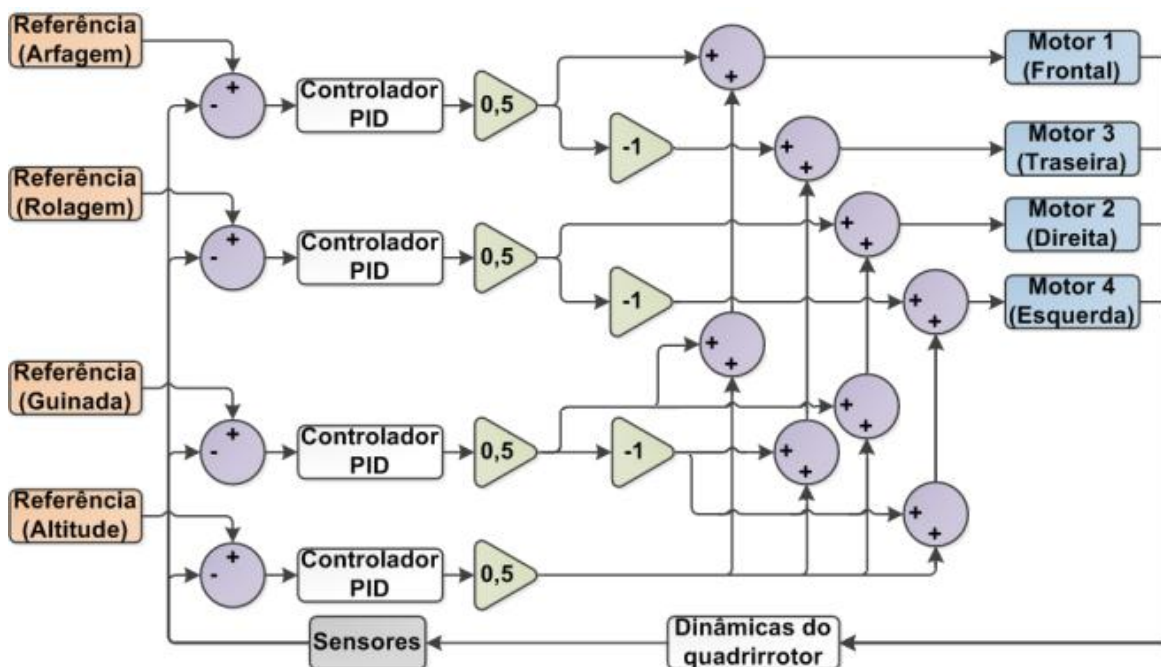 Referência
(Arfagem)
+
-
Controlador
PID
0,5
+
+
Motor 1
(Frontal)
-1
+
+
Motor 3
(Traseira)
Referência
(Rolagem)
+
-
Controlador
PID
0,5
+
+
Motor 2
(Direita)
-1
+
+
Motor 4
(Esquerda)
+
+
Referência
(Guinada)
+
-
Controlador
PID
0,5
-1
+
+
+
+
Referência
(Altitude)
+
-
Controlador
PID
0,5
+
+
Sensores
Dinâmicas do
quadrirrotor